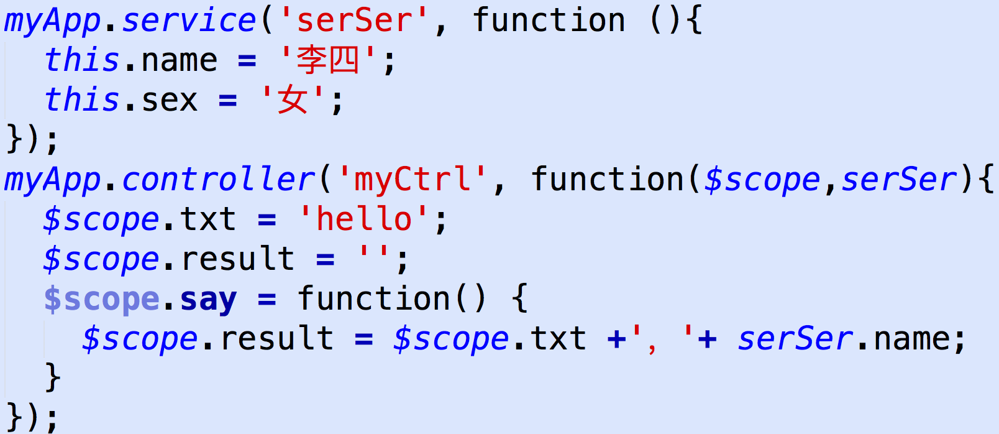 myApp.service('serSer', function (){
  this.name = '李四';
  this.sex = '女';
});
myApp.controller('myCtrl', function($scope,serSer){
  $scope.txt = 'hello';
  $scope.result = '';
  $scope.say = function() {
    $scope.result = $scope.txt +'，'+ serSer.name;
  }
});